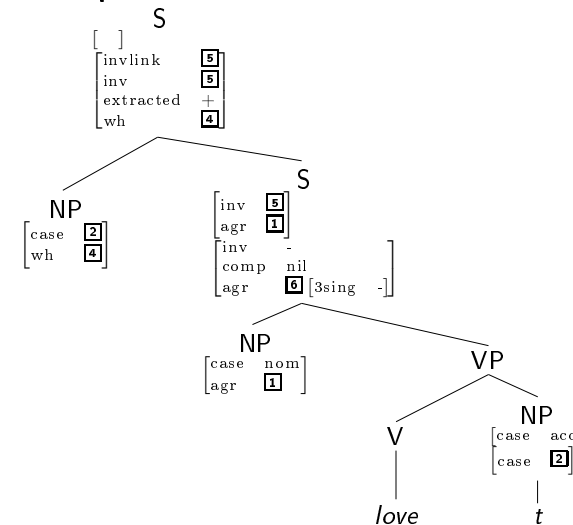 S
[ ]
invlink 5
inv 5
extracted +
wh 4
S
NP
inv 5
case 2
agr 1
wh 4
inv -
comp nil
agr 6 [3sing -]
NP
VP
case nom
agr 1
NP
V
case acc
case 2
love t